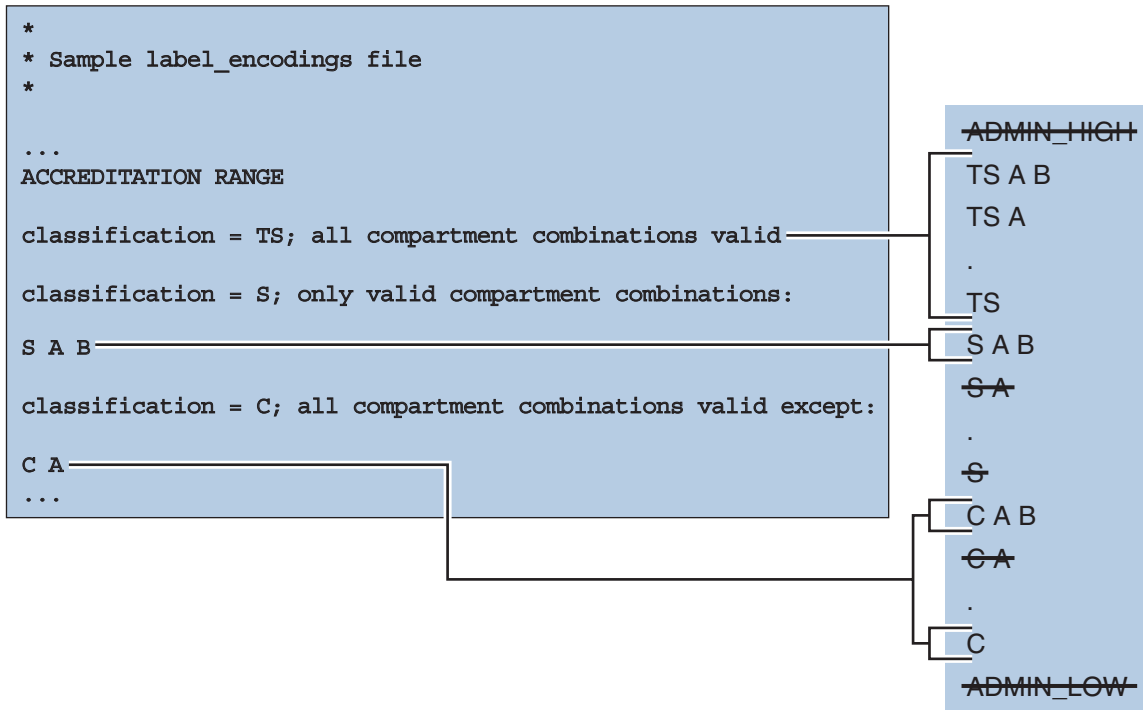 *
* Sample label_encodings file
*
...
ACCREDITATION RANGE
classification = TS; all compartment combinations valid
classification = S; only valid compartment combinations:
S A B
classification = C; all compartment combinations valid except:
C A
...
ADMIN_HIGH
TS A B
TS A
.
TS
S A B
S A
.
S
C A B
C A
.
C
ADMIN_LOW